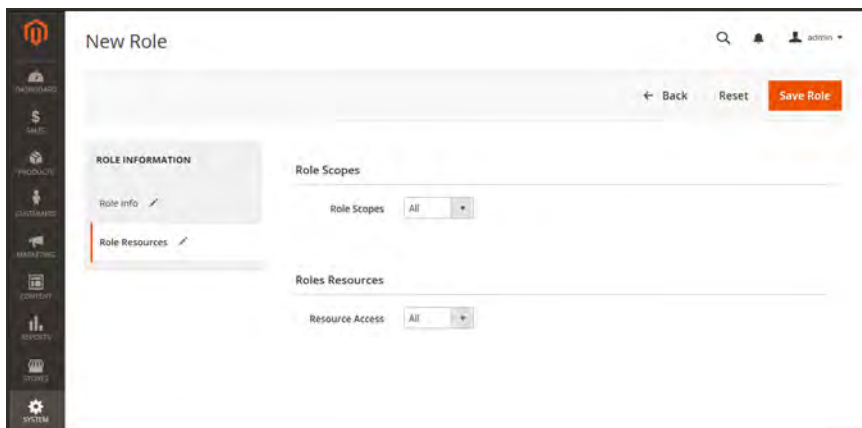 New Role
admin
← Back Reset Save Role
DASHBOARD
SALES
PRODUCTS
CUSTOMERS
MARKETING
CONTENT
REPORTS
STORES
SYSTEM
ROLE INFORMATION
Role Info
Role Resources
Role Scopes
Role Scopes All
Roles Resources
Resource Access All